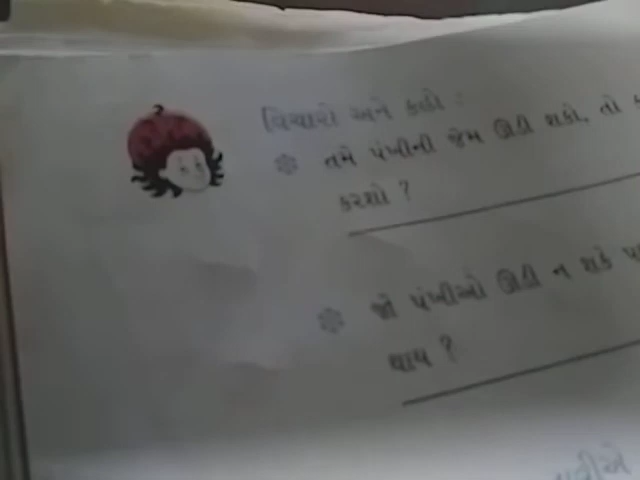 વિચારો અને કહો :
તમે પંખીની જેમ ઊડી શકો, તો
કરશો ?
જો પંખીઓ ઊડી ન શકે
થાય ?